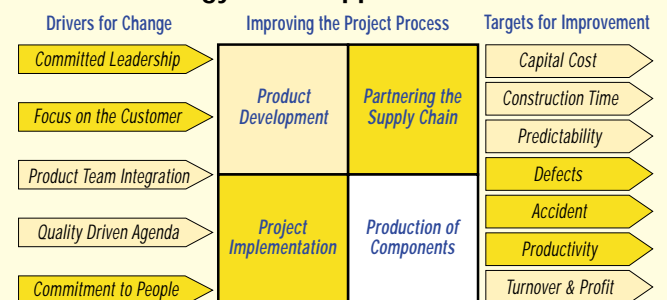 Drivers for Change
Improving the Project Process
Targets for Improvement
Committed Leadership
Focus on the Customer
Product Team Integration
Quality Driven Agenda
Commitment to People
Product
Development
Partnering the
Supply Chain
Project
Implementation
Production of
Components
Capital Cost
Construction Time
Predictability
Defects
Accident
Productivity
Turnover & Profit